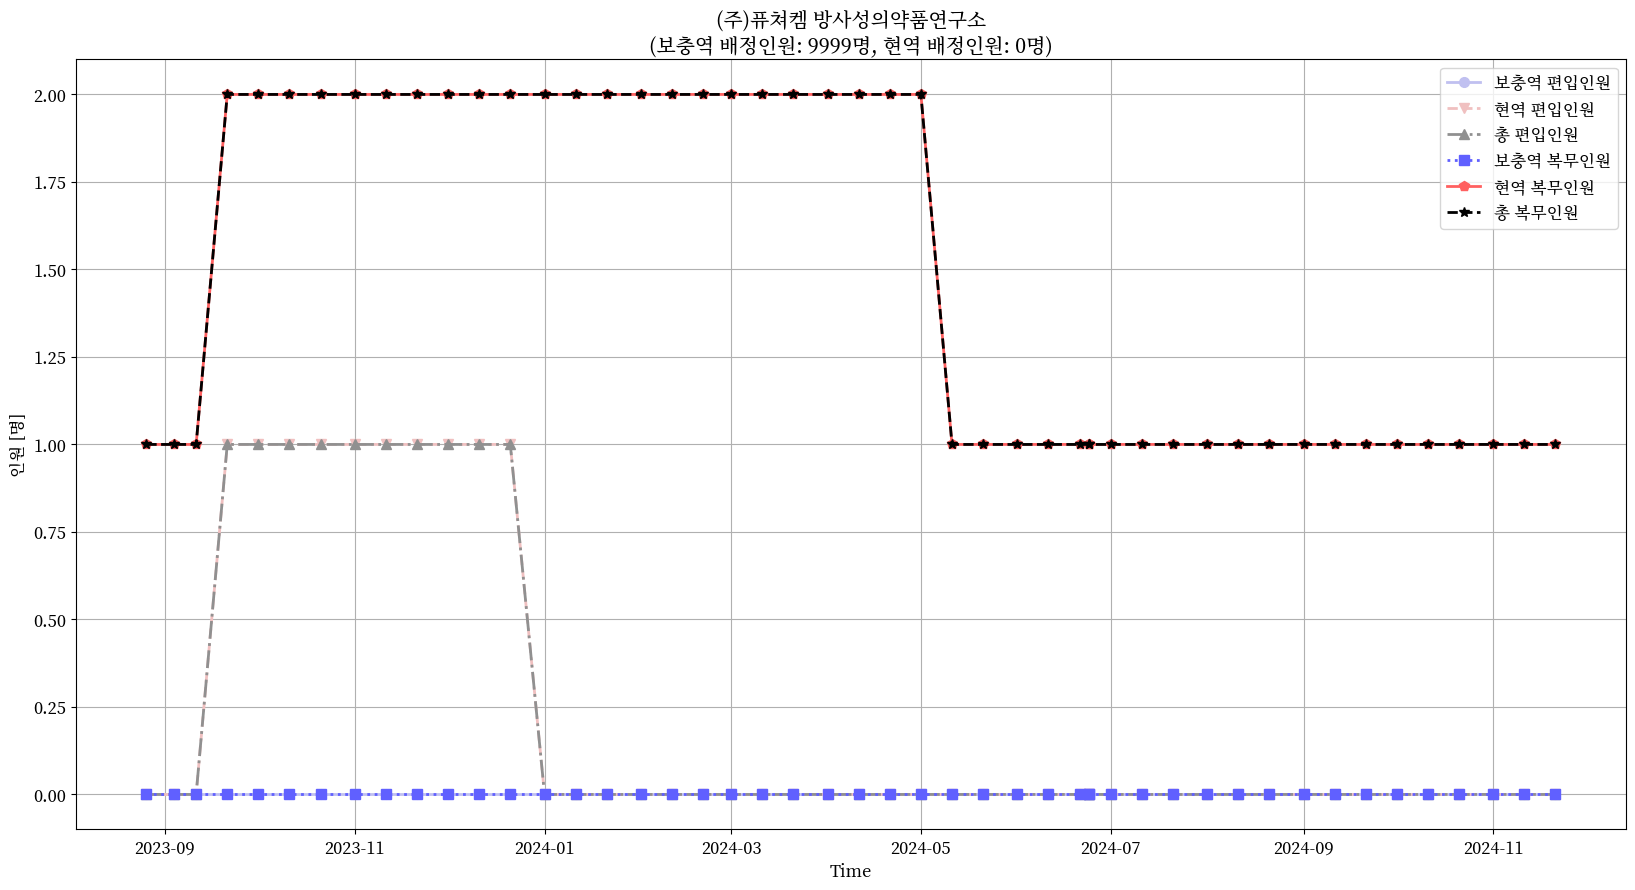 (주)퓨쳐켐 방사성의약품연구소
(보충역 배정인원: 9999명, 현역 배정인원: 0명)
보충역 편입인원
현역 편입인원
총 편입인원
보충역 복무인원
현역 복무인원
총 복무인원
인원 [명]
2.00
1.75
1.50
1.25
1.00
0.75
0.50
0.25
0.00
2023-09
2023-11
2024-01
2024-03
2024-05
2024-07
2024-09
2024-11
Time